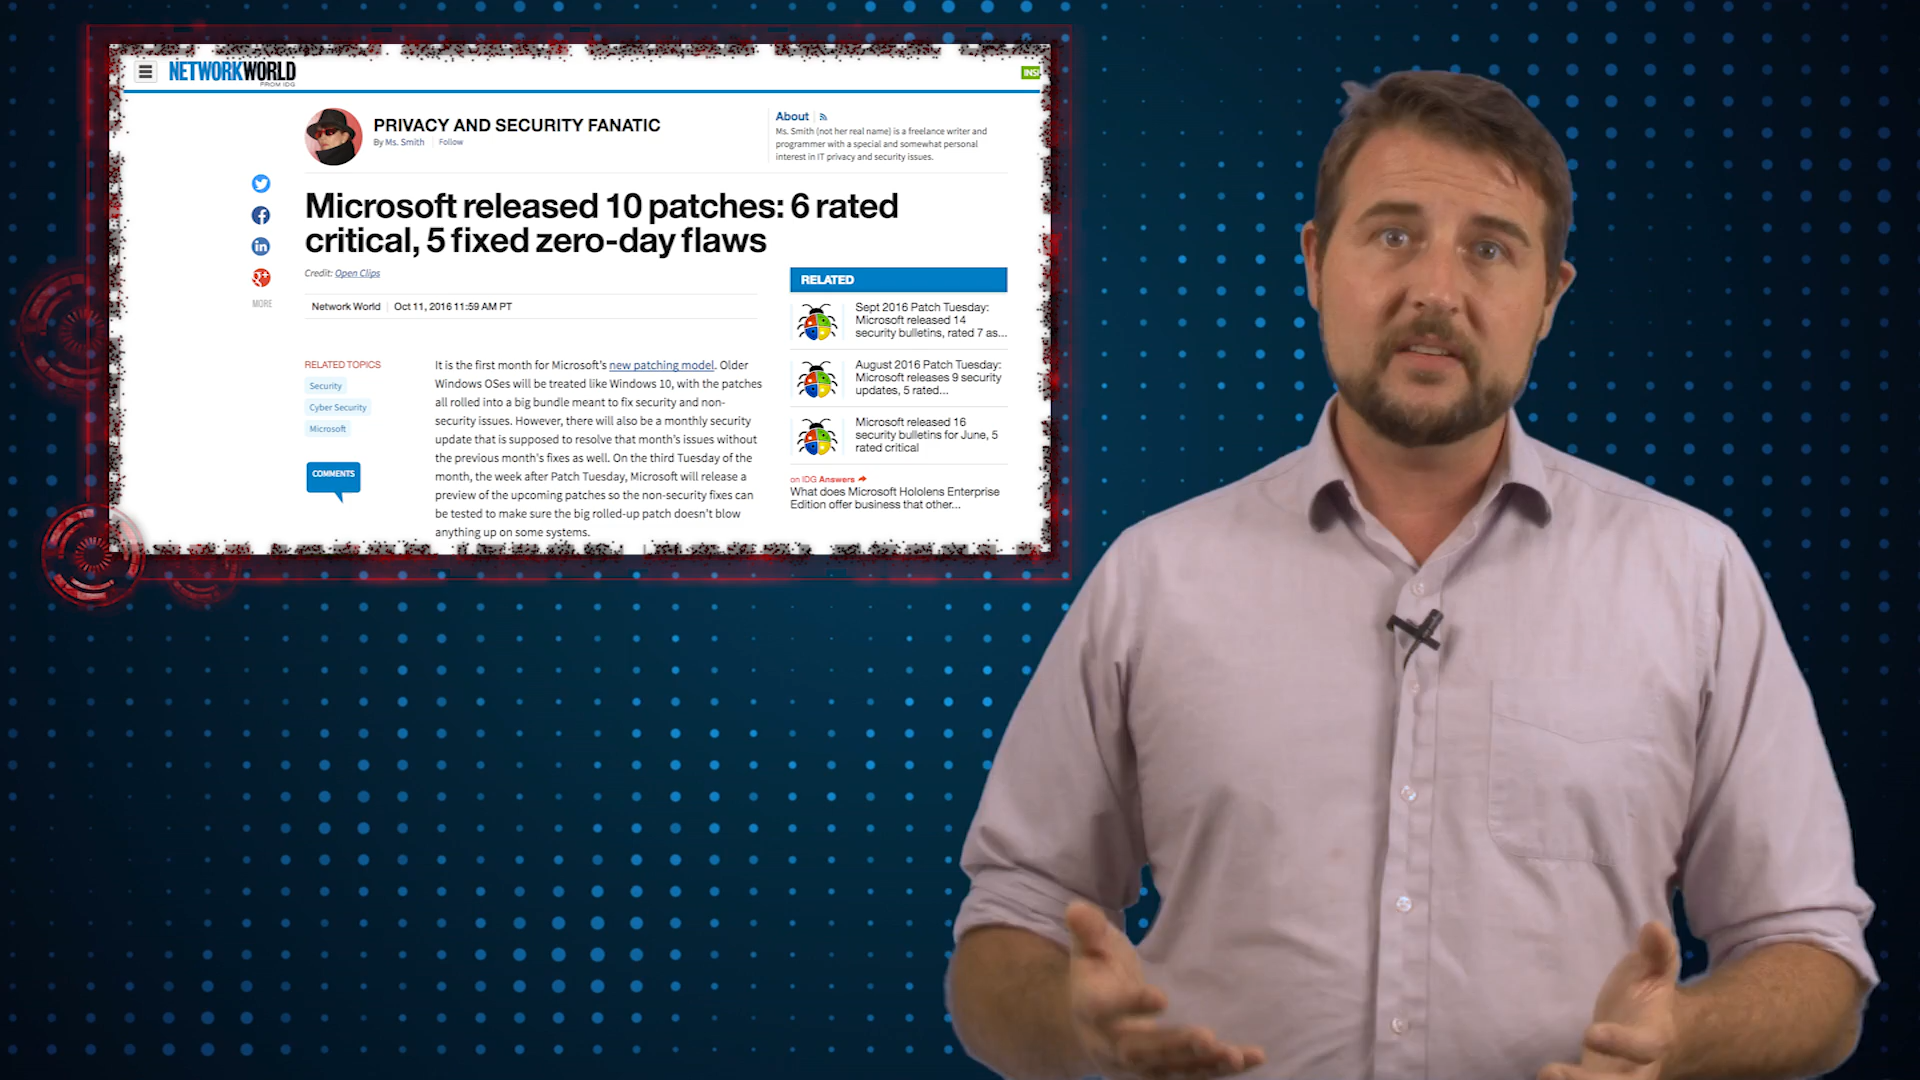 NETWORKWORLD
FROM IDG
INSI
PRIVACY AND SECURITY FANATIC
By Ms. Smith Follow
About
Ms. Smith (not her real name) is a freelance writer and
programmer with a special and somewhat personal
interest in IT privacy and security issues.
Microsoft released 10 patches: 6 rated
critical, 5 fixed zero-day flaws
Credit: Open Clips
Network World Oct 11, 2016 11:59 AM PT
MORE
RELATED TOPICS
Security
Cyber Security
Microsoft
COMMENTS
It is the first month for Microsoft's new patching model. Older
Windows OSes will be treated like Windows 10, with the patches
all rolled into a big bundle meant to fix security and non-
security issues. However, there will also be a monthly security
update that is supposed to resolve that month's issues without
the previous month's fixes as well. On the third Tuesday of the
month, the week after Patch Tuesday, Microsoft will release a
preview of the upcoming patches so the non-security fixes can
be tested to make sure the big rolled-up patch doesn't blow
anything up on some systems.
RELATED
Sept 2016 Patch Tuesday:
Microsoft released 14
security bulletins, rated 7 as...
August 2016 Patch Tuesday:
Microsoft releases 9 security
updates, 5 rated...
Microsoft released 16
security bulletins for June, 5
rated critical
on IDG Answers
What does Microsoft Hololens Enterprise
Edition offer business that other...